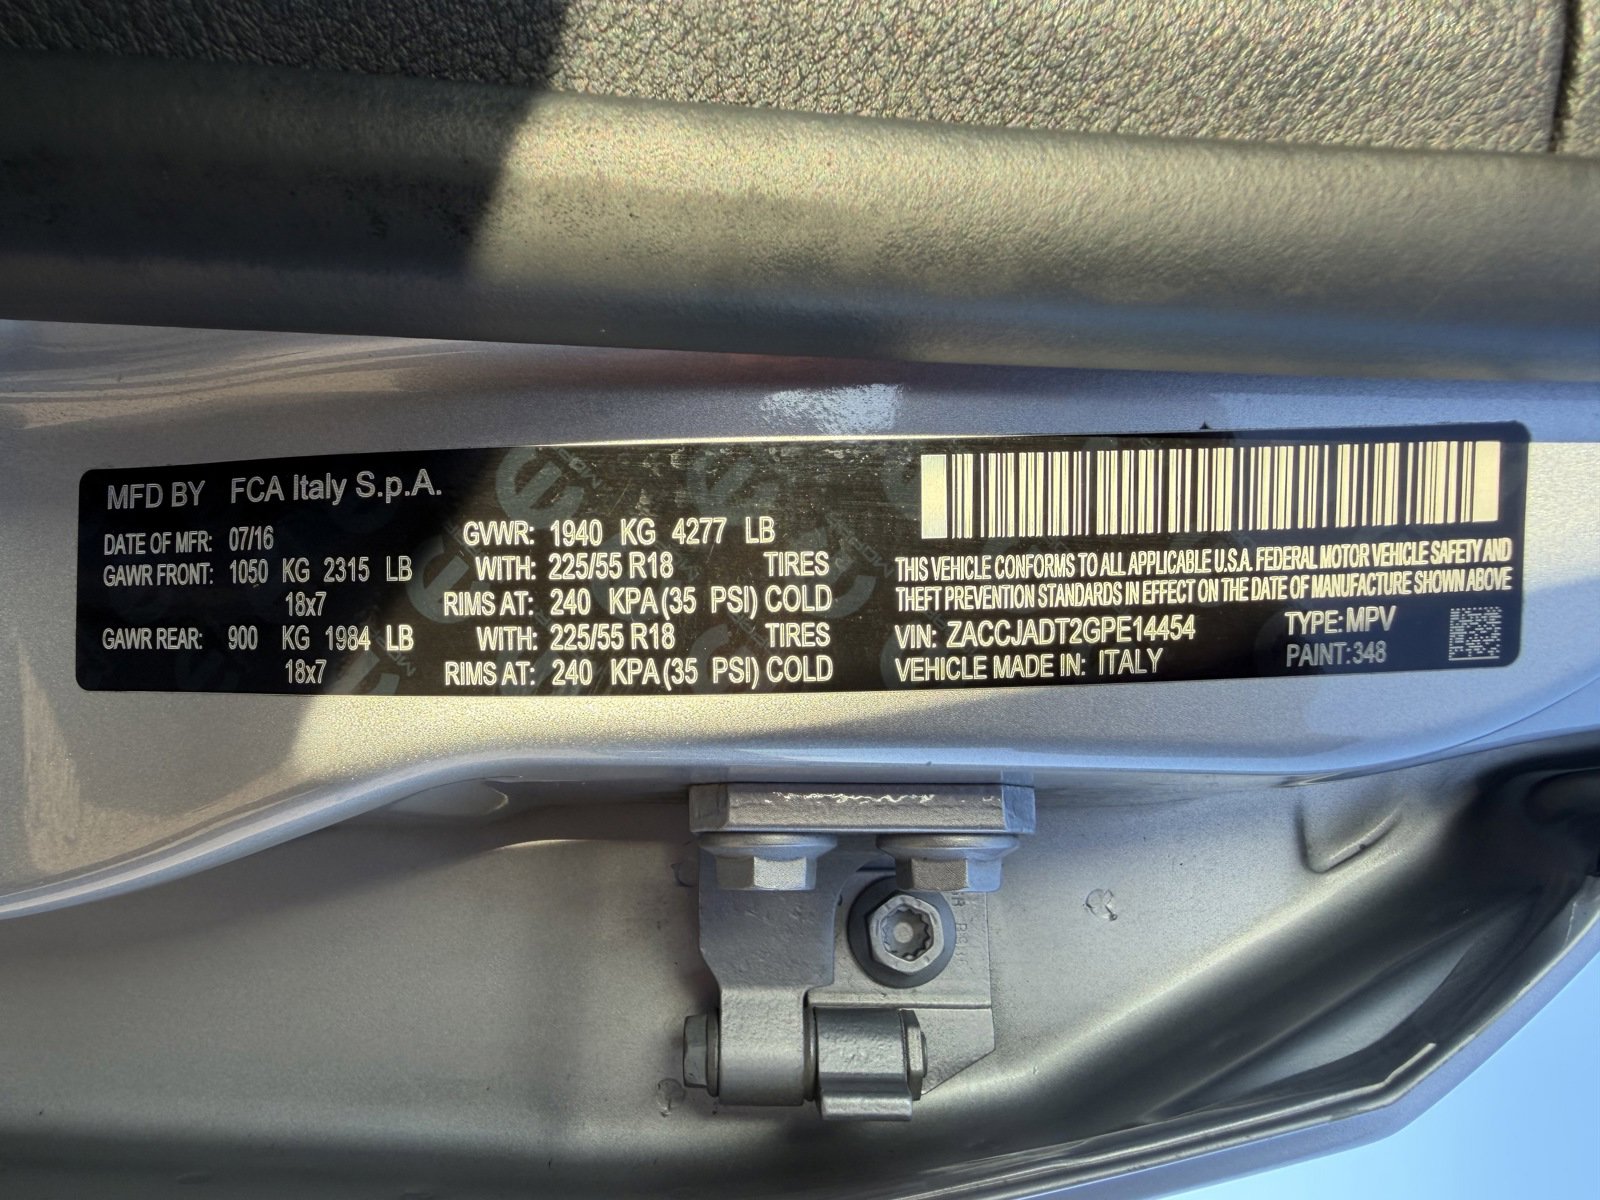 MFD BY FCA Italy S.p.A.
DATE OF MFR: 07/16 GVWR: 1940 KG 4277 LB
GAWR FRONT: 1050 KG 2315 LB WITH: 225/55 R18 TIRES
18x7 RIMS AT: 240 KPA (35 PSI) COLD
GAWR REAR: 900 KG 1984 LB WITH: 225/55 R18 TIRES
18x7 RIMS AT: 240 KPA (35 PSI) COLD
THIS VEHICLE CONFORMS TO ALL APPLICABLE U.S.A. FEDERAL MOTOR VEHICLE SAFETY AND
THEFT PREVENTION STANDARDS IN EFFECT ON THE DATE OF MANUFACTURE SHOWN ABOVE
VIN: ZACCJADT2GPE14454 TYPE: MPV
VEHICLE MADE IN: ITALY PAINT: 348